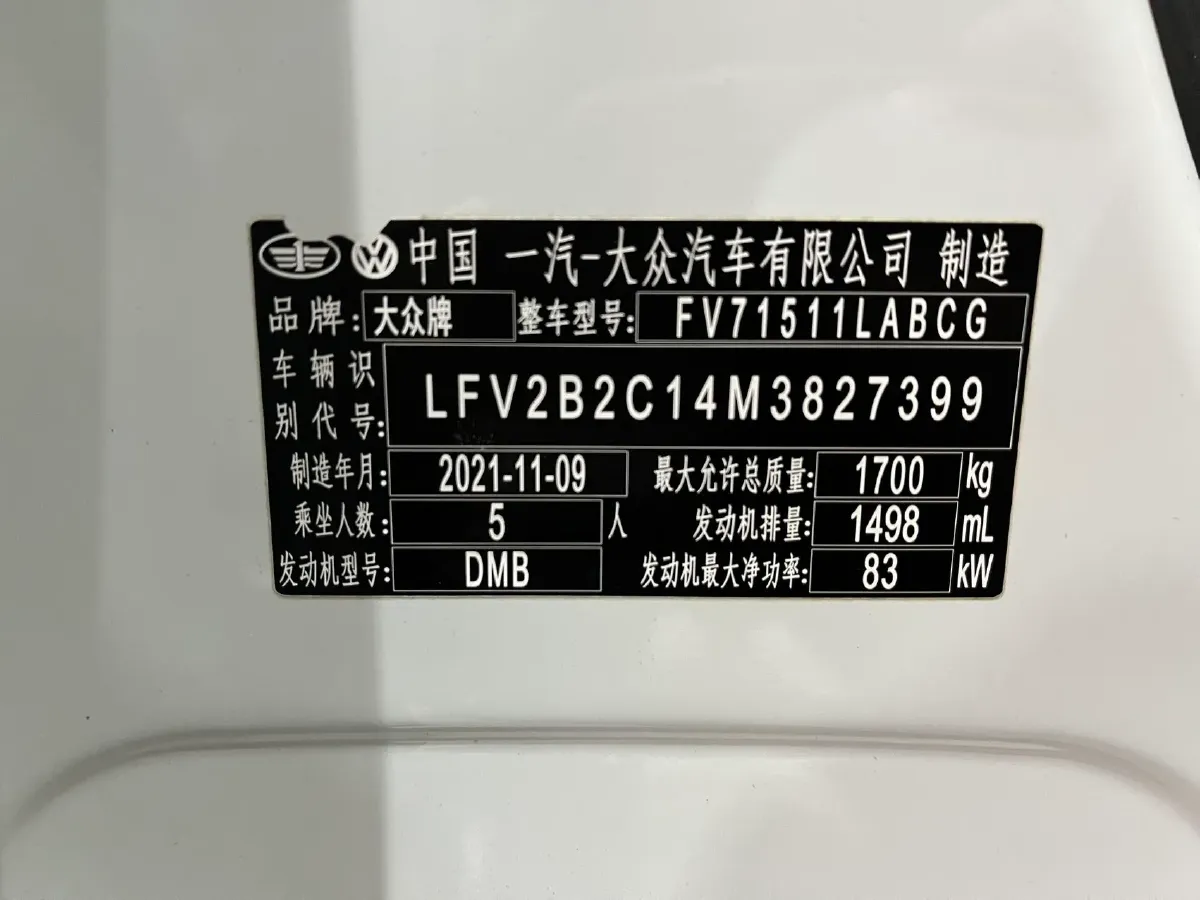 中国 一汽-大众汽车有限公司 制造
品牌: 大众牌 整车型号: FV71511LABCG
车辆识别代号: LFV2B2C14M3827399
制造年月: 2021-11-09 最大允许总质量: 1700 kg
乘坐人数: 5 人 发动机排量: 1498 mL
发动机型号: DMB 发动机最大净功率: 83 kW